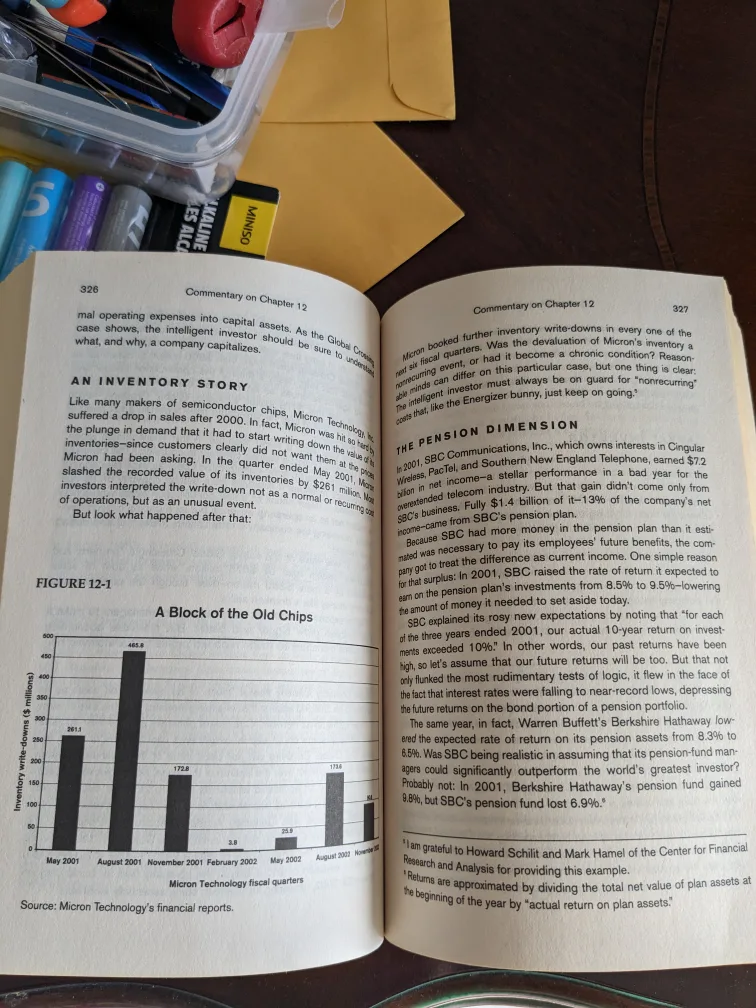 5
MINISO
ALKALINE
326
Commentary on Chapter 12
mal operating expenses into capital assets. As the Global Crossing
case shows, the intelligent investor should be sure to understand
what, and why, a company capitalizes.
AN INVENTORY STORY
Like many makers of semiconductor chips, Micron Technology, Inc.
suffered a drop in sales after 2000. In fact, Micron was hit so hard by
the plunge in demand that it had to start writing down the value of its
inventories–since customers clearly did not want them at the prices
Micron had been asking. In the quarter ended May 2001, Micron
slashed the recorded value of its inventories by $261 million. Most
investors interpreted the write-down not as a normal or recurring cost
of operations, but as an unusual event.
But look what happened after that:
FIGURE 12-1
A Block of the Old Chips
Inventory write-downs ($ millions)
500
450
400
350
300
250
200
150
100
50
0
261.1
465.8
172.8
3.8
25.9
173.6
May 2001 August 2001 November 2001 February 2002 May 2002 August 2002 November
Micron Technology fiscal quarters
Source: Micron Technology's financial reports.
Commentary on Chapter 12
327
Micron booked further inventory write-downs in every one of the
next six fiscal quarters. Was the devaluation of Micron's inventory a
nonrecurring event, or had it become a chronic condition? Reason-
able minds can differ on this particular case, but one thing is clear:
The intelligent investor must always be on guard for "nonrecurring"
costs that, like the Energizer bunny, just keep on going.
THE PENSION DIMENSION
In 2001, SBC Communications, Inc., which owns interests in Cingular
Wireless, PacTel, and Southern New England Telephone, earned $7.2
billion in net income–a stellar performance in a bad year for the
overextended telecom industry. But that gain didn't come only from
SBC's business. Fully $1.4 billion of it–13% of the company's net
income–came from SBC's pension plan.
Because SBC had more money in the pension plan than it esti-
mated was necessary to pay its employees' future benefits, the com-
pany got to treat the difference as current income. One simple reason
for that surplus: In 2001, SBC raised the rate of return it expected to
earn on the pension plan's investments from 8.5% to 9.5%–lowering
the amount of money it needed to set aside today.
SBC explained its rosy new expectations by noting that "for each
of the three years ended 2001, our actual 10-year return on invest-
ments exceeded 10%." In other words, our past returns have been
high, so let's assume that our future returns will be too. But that not
only flunked the most rudimentary tests of logic, it flew in the face of
the fact that interest rates were falling to near-record lows, depressing
the future returns on the bond portion of a pension portfolio.
The same year, in fact, Warren Buffett's Berkshire Hathaway low-
ered the expected rate of return on its pension assets from 8.3% to
6.5%. Was SBC being realistic in assuming that its pension-fund man-
agers could significantly outperform the world's greatest investor?
Probably not: In 2001, Berkshire Hathaway's pension fund gained
9.8%, but SBC's pension fund lost 6.9%.
I am grateful to Howard Schilit and Mark Hamel of the Center for Financial
Research and Analysis for providing this example.
Returns are approximated by dividing the total net value of plan assets at
the beginning of the year by "actual return on plan assets."